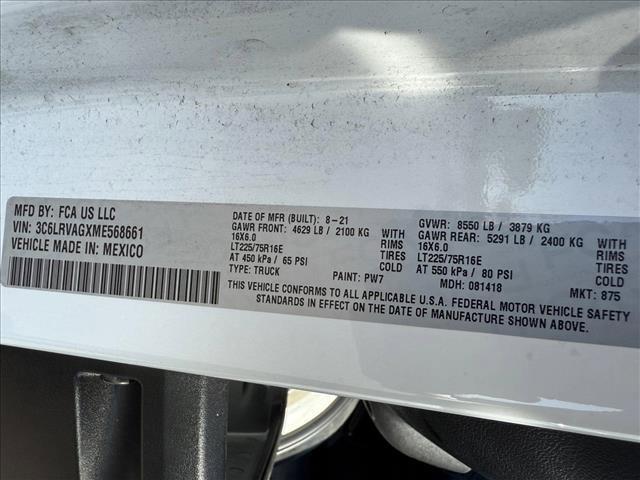 MFD BY: FCA US LLC
VIN: 3C6LRVAGXME568661
VEHICLE MADE IN: MEXICO
DATE OF MFR (BUILT): 8-21
GAWR FRONT: 4629 LB / 2100 KG WITH
16X6.0 RIMS
LT225/75R16E TIRES
AT 450 kPa / 65 PSI COLD
TYPE: TRUCK PAINT: PW7
GVWR: 8550 LB / 3879 KG
GAWR REAR: 5291 LB / 2400 KG WITH
16X6.0 RIMS
LT225/75R16E TIRES
AT 550 kPa / 80 PSI COLD
MDH: 081418 MKT: 875
THIS VEHICLE CONFORMS TO ALL APPLICABLE U.S.A. FEDERAL MOTOR VEHICLE SAFETY
STANDARDS IN EFFECT ON THE DATE OF MANUFACTURE SHOWN ABOVE.